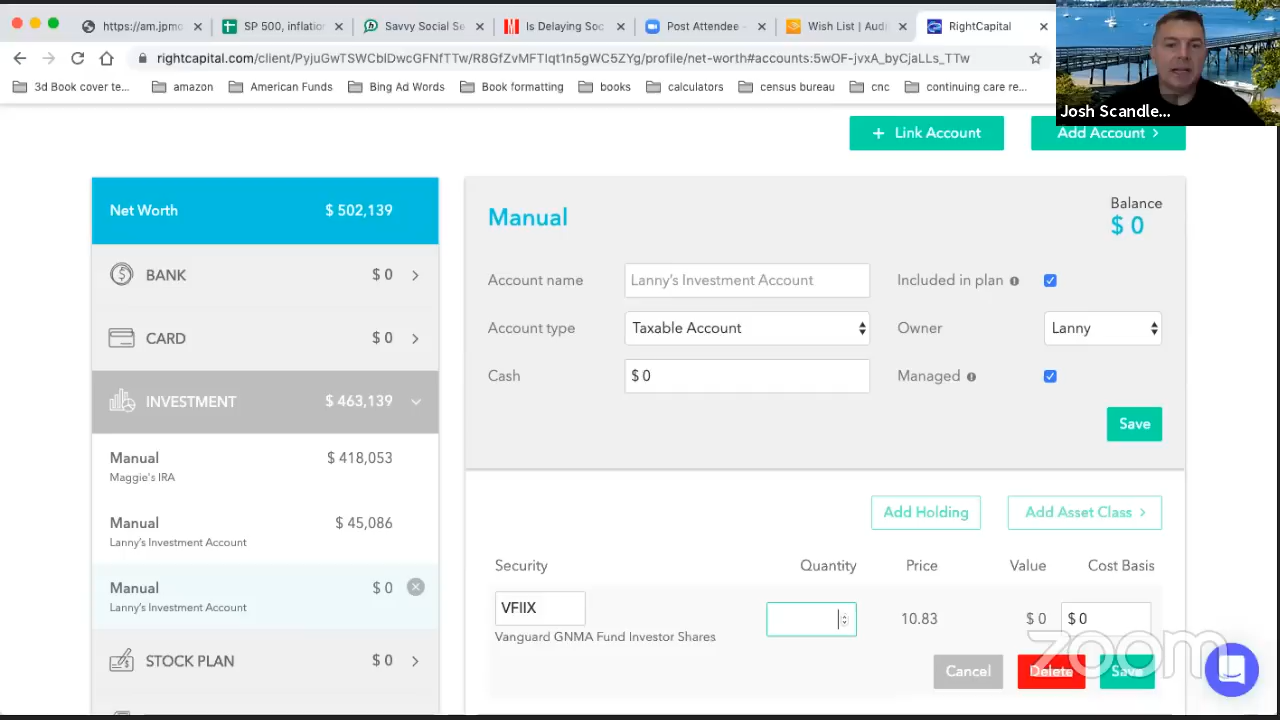 https://am.jpmo
SP 500, inflatior
Savvy Social Se
Is Delaying Soc
Post Attendee -
Wish List | Audi
RightCapital
rightcapital.com/client/PyjuGwTSWCbIDwcGFNfTTw/R8GfZvMFTIqt1n5gWC5ZYg/profile/net-worth#accounts:5wOF-jvxA_byCjaLLs_TTw
3d Book cover te...
amazon
American Funds
Bing Ad Words
Book formatting
books
calculators
census bureau
cnc
continuing care re...
Josh Scandle...
+ Link Account
Add Account >
Net Worth $ 502,139
BANK $ 0
CARD $ 0
INVESTMENT $ 463,139
Manual $ 418,053
Maggie's IRA
Manual $ 45,086
Lanny's Investment Account
Manual $ 0
Lanny's Investment Account
STOCK PLAN $ 0
Manual
Balance
$ 0
Account name Lanny's Investment Account Included in plan
Account type Taxable Account Owner Lanny
Cash $ 0 Managed
Save
Add Holding Add Asset Class >
Security Quantity Price Value Cost Basis
VFIIX 10.83 $ 0 $ 0
Vanguard GNMA Fund Investor Shares
Cancel Delete Save
zoom